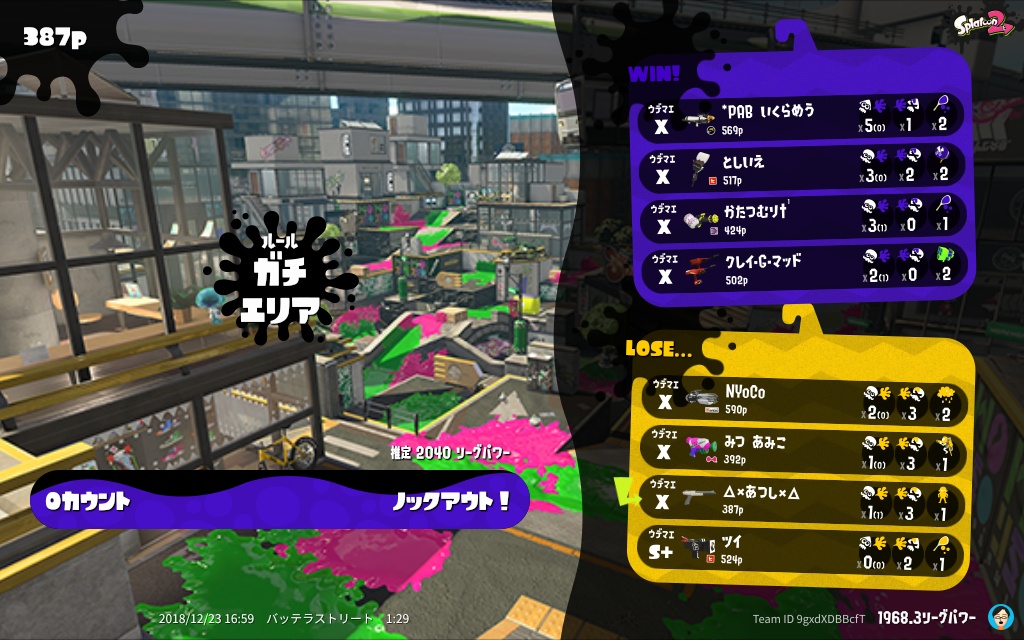 387p
Splatoon 2
WIN!
ウデマエ
X
*PAB いくらめう
569p
x5(0) x1 x2
ウデマエ
X
としいえ
517p
x3(0) x2 x2
ウデマエ
X
かたつむり†
424p
x3(1) x0 x1
ウデマエ
X
クレイ・G・マッド
502p
x2(1) x0 x2
ルール
ガチ
エリア
LOSE...
ウデマエ
X
NYoCo
590p
x2(0) x3 x2
ウデマエ
X
みつ あみこ
392p
x1(0) x3 x1
ウデマエ
X
△×あつし×△
387p
x1(1) x3 x1
ウデマエ
S+
ツイ
524p
x0(0) x2 x1
推定 2040 リーグパワー
0カウント ノックアウト!
2018/12/23 16:59 バッテラストリート 1:29
Team ID 9gxdXDBBcfT 1968.3リーグパワー